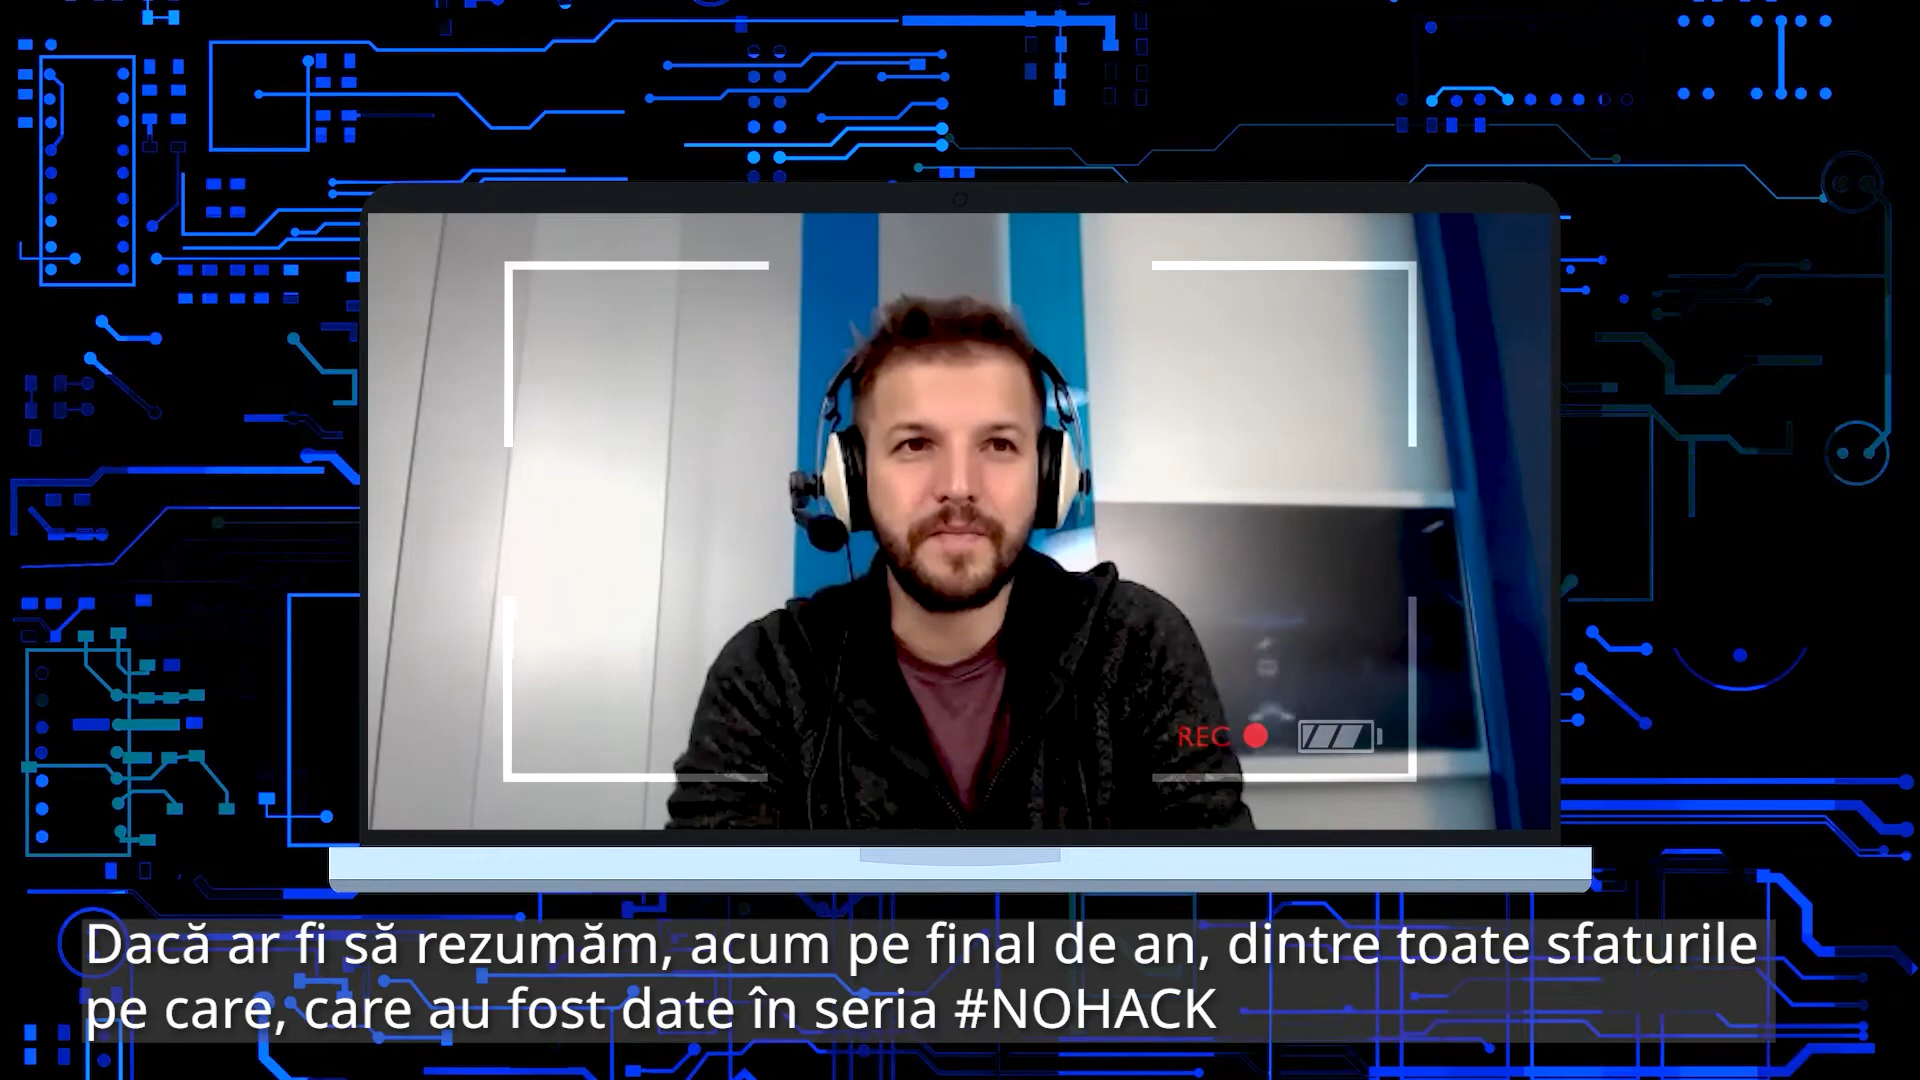 REC
Dacă ar fi să rezumăm, acum pe final de an, dintre toate sfaturile
pe care, care au fost date în seria #NOHACK